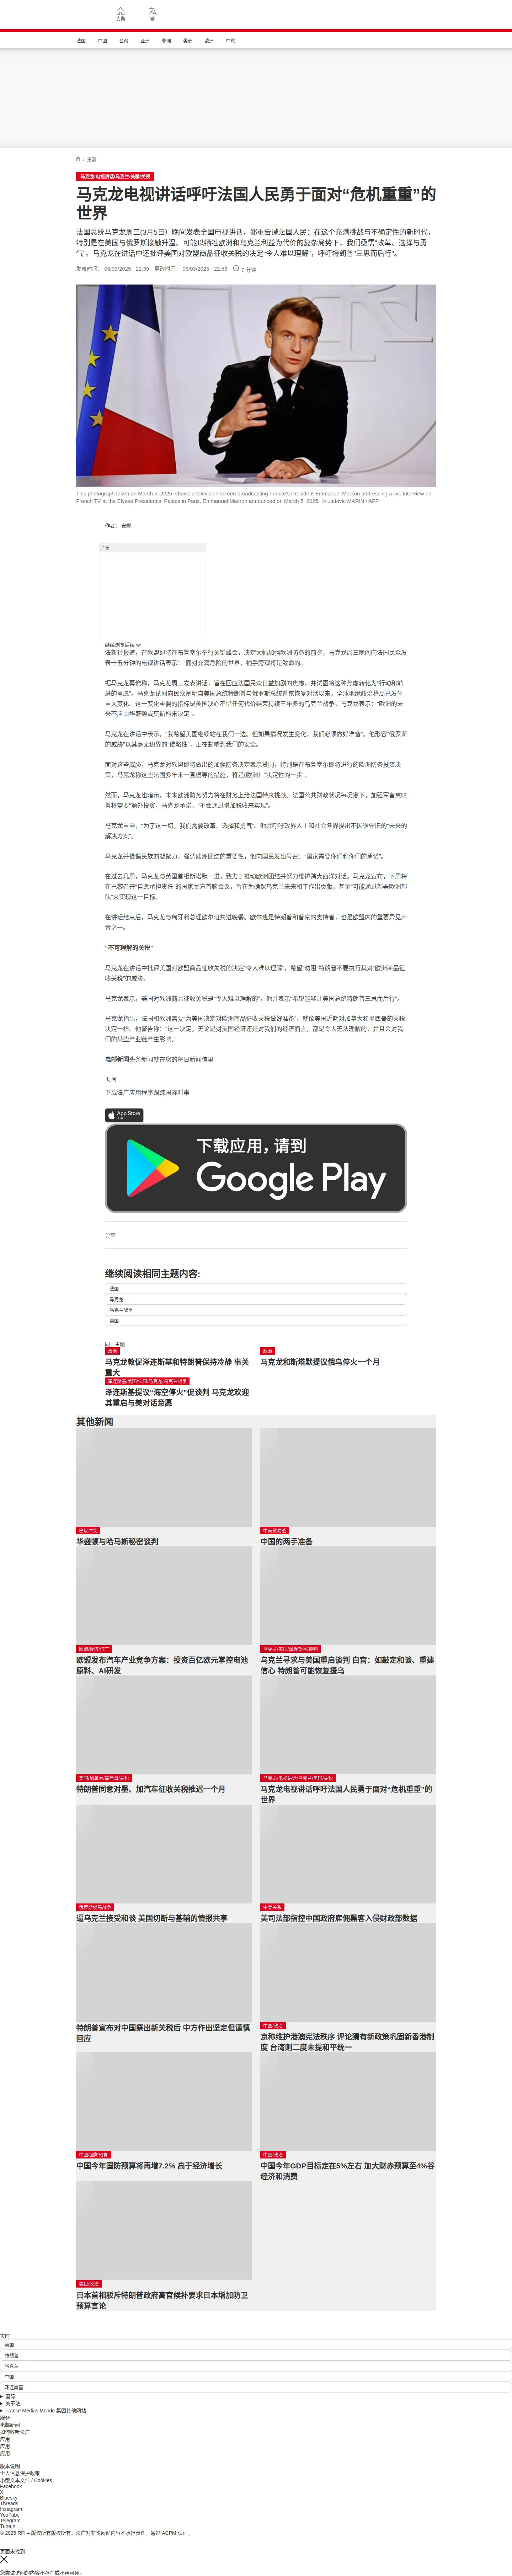 头条
繁
法国 中国 台海 亚洲 非洲 美洲 欧洲 中东
/ 法国
马克龙/电视讲话/乌克兰/美国/关税
马克龙电视讲话呼吁法国人民勇于面对“危机重重”的
世界
法国总统马克龙周三(3月5日）晚间发表全国电视讲话，郑重告诫法国人民：在这个充满挑战与不确定性的新时代，
特别是在美国与俄罗斯接触升温、可能以牺牲欧洲和乌克兰利益为代价的复杂局势下，我们亟需“改革、选择与勇
气”。马克龙在讲话中还批评美国对欧盟商品征收关税的决定“令人难以理解”，呼吁特朗普“三思而后行”。
发表时间： 05/03/2025 - 22:39 更改时间： 05/03/2025 - 22:53 7 分钟
This photograph taken on March 5, 2025, shows a television screen broadcasting France's President Emmanuel Macron addressing a live interview on
French TV at the Elysee Presidential Palace in Paris. Emmanuel Macron announced on March 5, 2025. © Ludovic MARIN / AFP
作者： 安娜
广告
继续浏览后续
法新社报道，在欧盟即将在布鲁塞尔举行关键峰会，决定大幅加强欧洲防务的前夕，马克龙周三晚间向法国民众发
表十五分钟的电视讲话表示：“面对充满危险的世界，袖手旁观将是致命的。”
据马克龙幕僚称，马克龙周三发表讲话，旨在回应法国民众日益加剧的焦虑，并试图将这种焦虑转化为“行动和前
进的意愿”。马克龙试图向民众阐明自美国总统特朗普与俄罗斯总统普京恢复对话以来，全球地缘政治格局已发生
重大变化。这一变化重要的指标是美国决心不惜任何代价结束持续三年多的乌克兰战争。马克龙表示：“欧洲的未
来不应由华盛顿或莫斯科来决定”。
马克龙在讲话中表示，“我希望美国继续站在我们一边。但如果情况发生变化，我们必须做好准备”。他形容“俄罗斯
的威胁”以其毫无边界的“侵略性”，正在影响到我们的安全。
面对这些威胁，马克龙对欧盟即将做出的加强防务决定表示赞同，特别是在布鲁塞尔即将进行的欧洲防务投资决
策，马克龙称这些法国多年来一直倡导的措施，将是(欧洲）“决定性的一步”。
然而，马克龙也暗示，未来欧洲防务努力将在财务上给法国带来挑战。法国公共财政状况每况愈下，加强军备意味
着将需要“额外投资，马克龙承诺，“不会通过增加税收来实现”。
马克龙重申，“为了这一切，我们需要改革、选择和勇气”。他并呼吁政界人士和社会各界提出不因循守旧的“未来的
解决方案”。
马克龙并提倡民族的凝聚力，强调欧洲团结的重要性，他向国民发出号召：“国家需要你们和你们的承诺”。
在过去几周，马克龙与英国首相斯塔默一道，致力于推动欧洲团结并努力维护跨大西洋对话。马克龙宣布，下周将
在巴黎召开“自愿承担责任”的国家军方首脑会议，旨在为确保乌克兰未来和平作出贡献，甚至“可能通过部署欧洲部
队”来实现这一目标。
在讲话结束后，马克龙与匈牙利总理欧尔班共进晚餐。欧尔班是特朗普和普京的支持者，也是欧盟内的重要异见声
音之一。
“不可理解的关税”
马克龙在讲话中批评美国对欧盟商品征收关税的决定“令人难以理解”，希望“劝阻”特朗普不要执行其对“欧洲商品征
收关税”的威胁。
马克龙表示，美国对欧洲商品征收关税是“令人难以理解的”，他并表示“希望能够让美国总统特朗普三思而后行”。
马克龙指出，法国和欧洲需要“为美国决定对欧洲商品征收关税做好准备”，就像美国近期对加拿大和墨西哥的关税
决定一样。他警告称：“这一决定，无论是对美国经济还是对我们的经济而言，都是令人无法理解的，并且会对我
们的某些产业链产生影响。”
电邮新闻头条新闻就在您的每日新闻信里
订阅
下载法广应用程序跟踪国际时事
App Store
下载
下载应用，请到
Google Play
分享 :
继续阅读相同主题内容:
法国
马克龙
乌克兰战争
美国
同一主题
政治
马克龙敦促泽连斯基和特朗普保持冷静 事关
重大
政治
马克龙和斯塔默提议俄乌停火一个月
泽连斯基/美国/法国/马克龙/乌克兰战争
泽连斯基提议“海空停火”促谈判 马克龙欢迎
其重启与美对话意愿
其他新闻
巴以冲突
华盛顿与哈马斯秘密谈判
中美贸易战
中国的两手准备
欧盟/经济/汽车
欧盟发布汽车产业竞争方案：投资百亿欧元掌控电池
原料、AI研发
乌克兰/美国/泽连斯基/谈判
乌克兰寻求与美国重启谈判 白宫：如敲定和谈、重建
信心 特朗普可能恢复援乌
美国/加拿大/墨西哥/关税
特朗普同意对墨、加汽车征收关税推迟一个月
马克龙/电视讲话/乌克兰/美国/关税
马克龙电视讲话呼吁法国人民勇于面对“危机重重”的
世界
俄罗斯侵乌战争
逼乌克兰接受和谈 美国切断与基辅的情报共享
中美关系
美司法部指控中国政府雇佣黑客入侵财政部数据
特朗普宣布对中国祭出新关税后 中方作出坚定但谨慎
回应
中国/政治
京称维护港澳宪法秩序 评论猜有新政策巩固新香港制
度 台湾则二度未提和平统一
中国/国防预算
中国今年国防预算将再增7.2% 高于经济增长
中国/政治
中国今年GDP目标定在5%左右 加大财赤预算至4%谷
经济和消费
美日/政治
日本首相驳斥特朗普政府高官候补要求日本增加防卫
预算言论
实时
美国
特朗普
乌克兰
中国
泽连斯基
国际
关于法广
France Médias Monde 集团其他网站
服务
电邮新闻
如何收听法广
应用
应用
应用
版本说明
个人信息保护政策
小型文本文件 / Cookies
Facebook
X
Bluesky
Threads
Instagram
YouTube
Telegram
TuneIn
© 2025 RFI – 版权所有版权所有。法广对非本网站内容不承担责任。通过 ACPM 认证。
页面未找到
您尝试访问的内容不存在或不再可用。